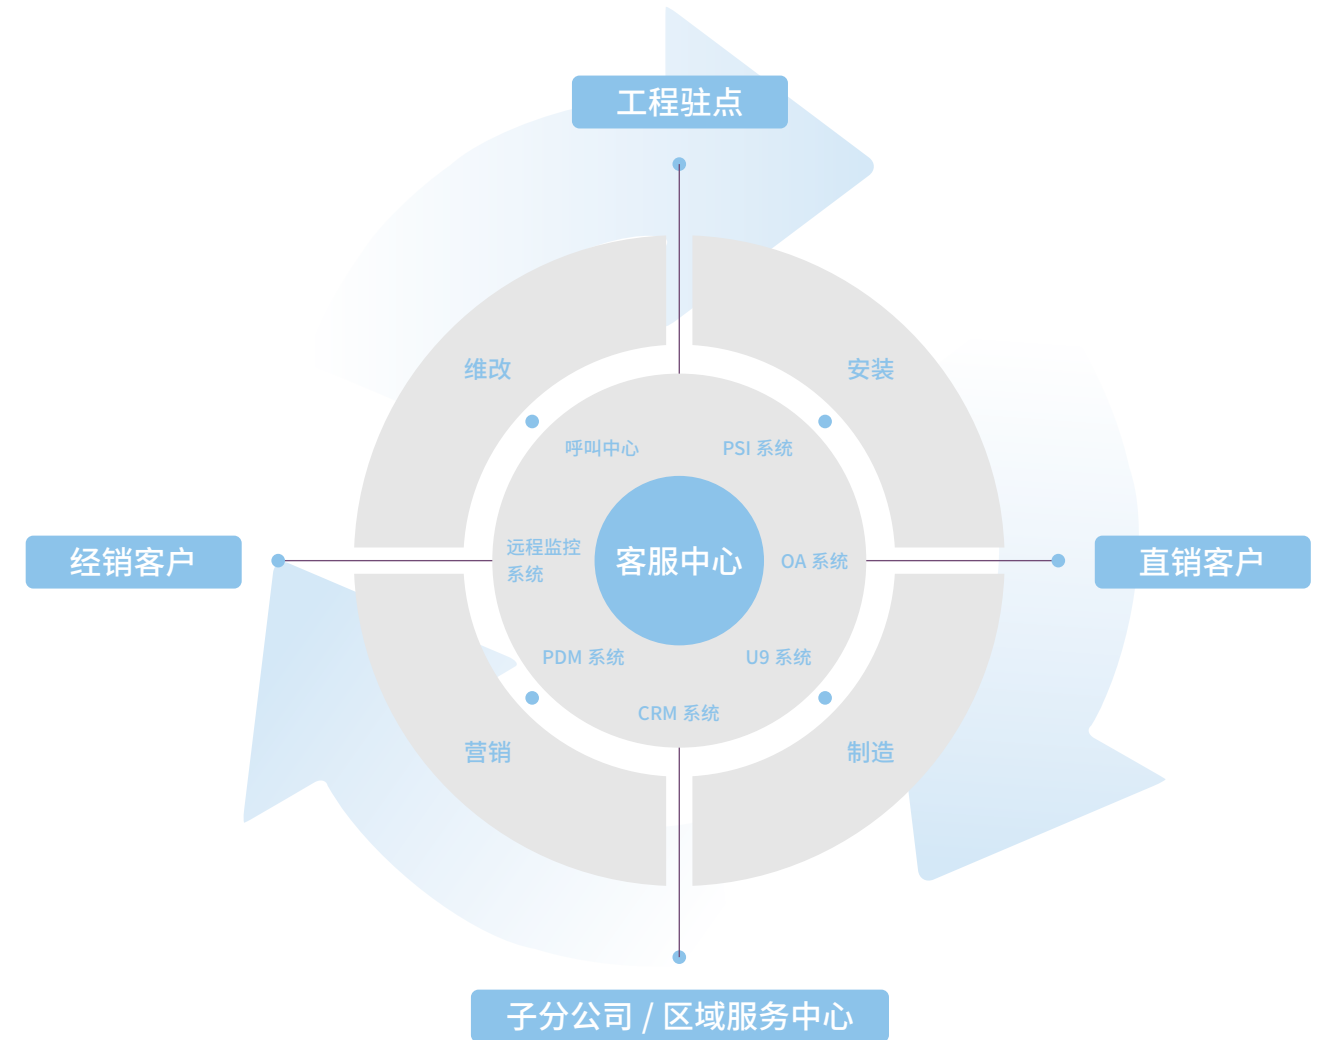 工程驻点
维改
安装
呼叫中心
PSI 系统
经销客户
远程监控
系统
客服中心
OA 系统
直销客户
PDM 系统
U9 系统
CRM 系统
营销
制造
子分公司 / 区域服务中心